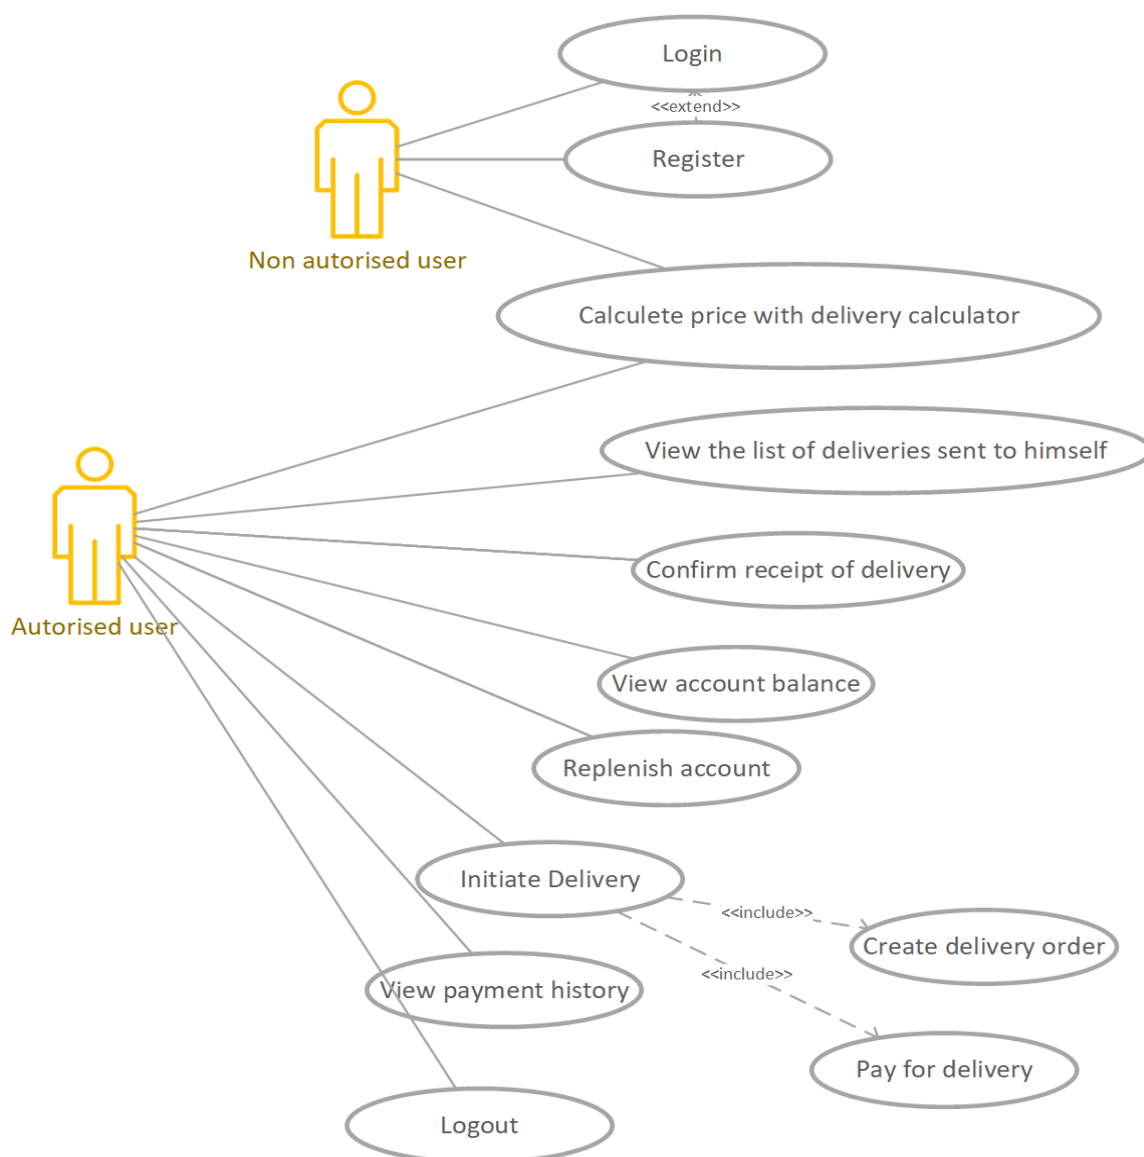 Login
<<extend>>
Register
Non autorised user
Calculete price with delivery calculator
View the list of deliveries sent to himself
Confirm receipt of delivery
Autorised user
View account balance
Replenish account
Initiate Delivery
<<include>>
Create delivery order
<<include>>
View payment history
Pay for delivery
Logout